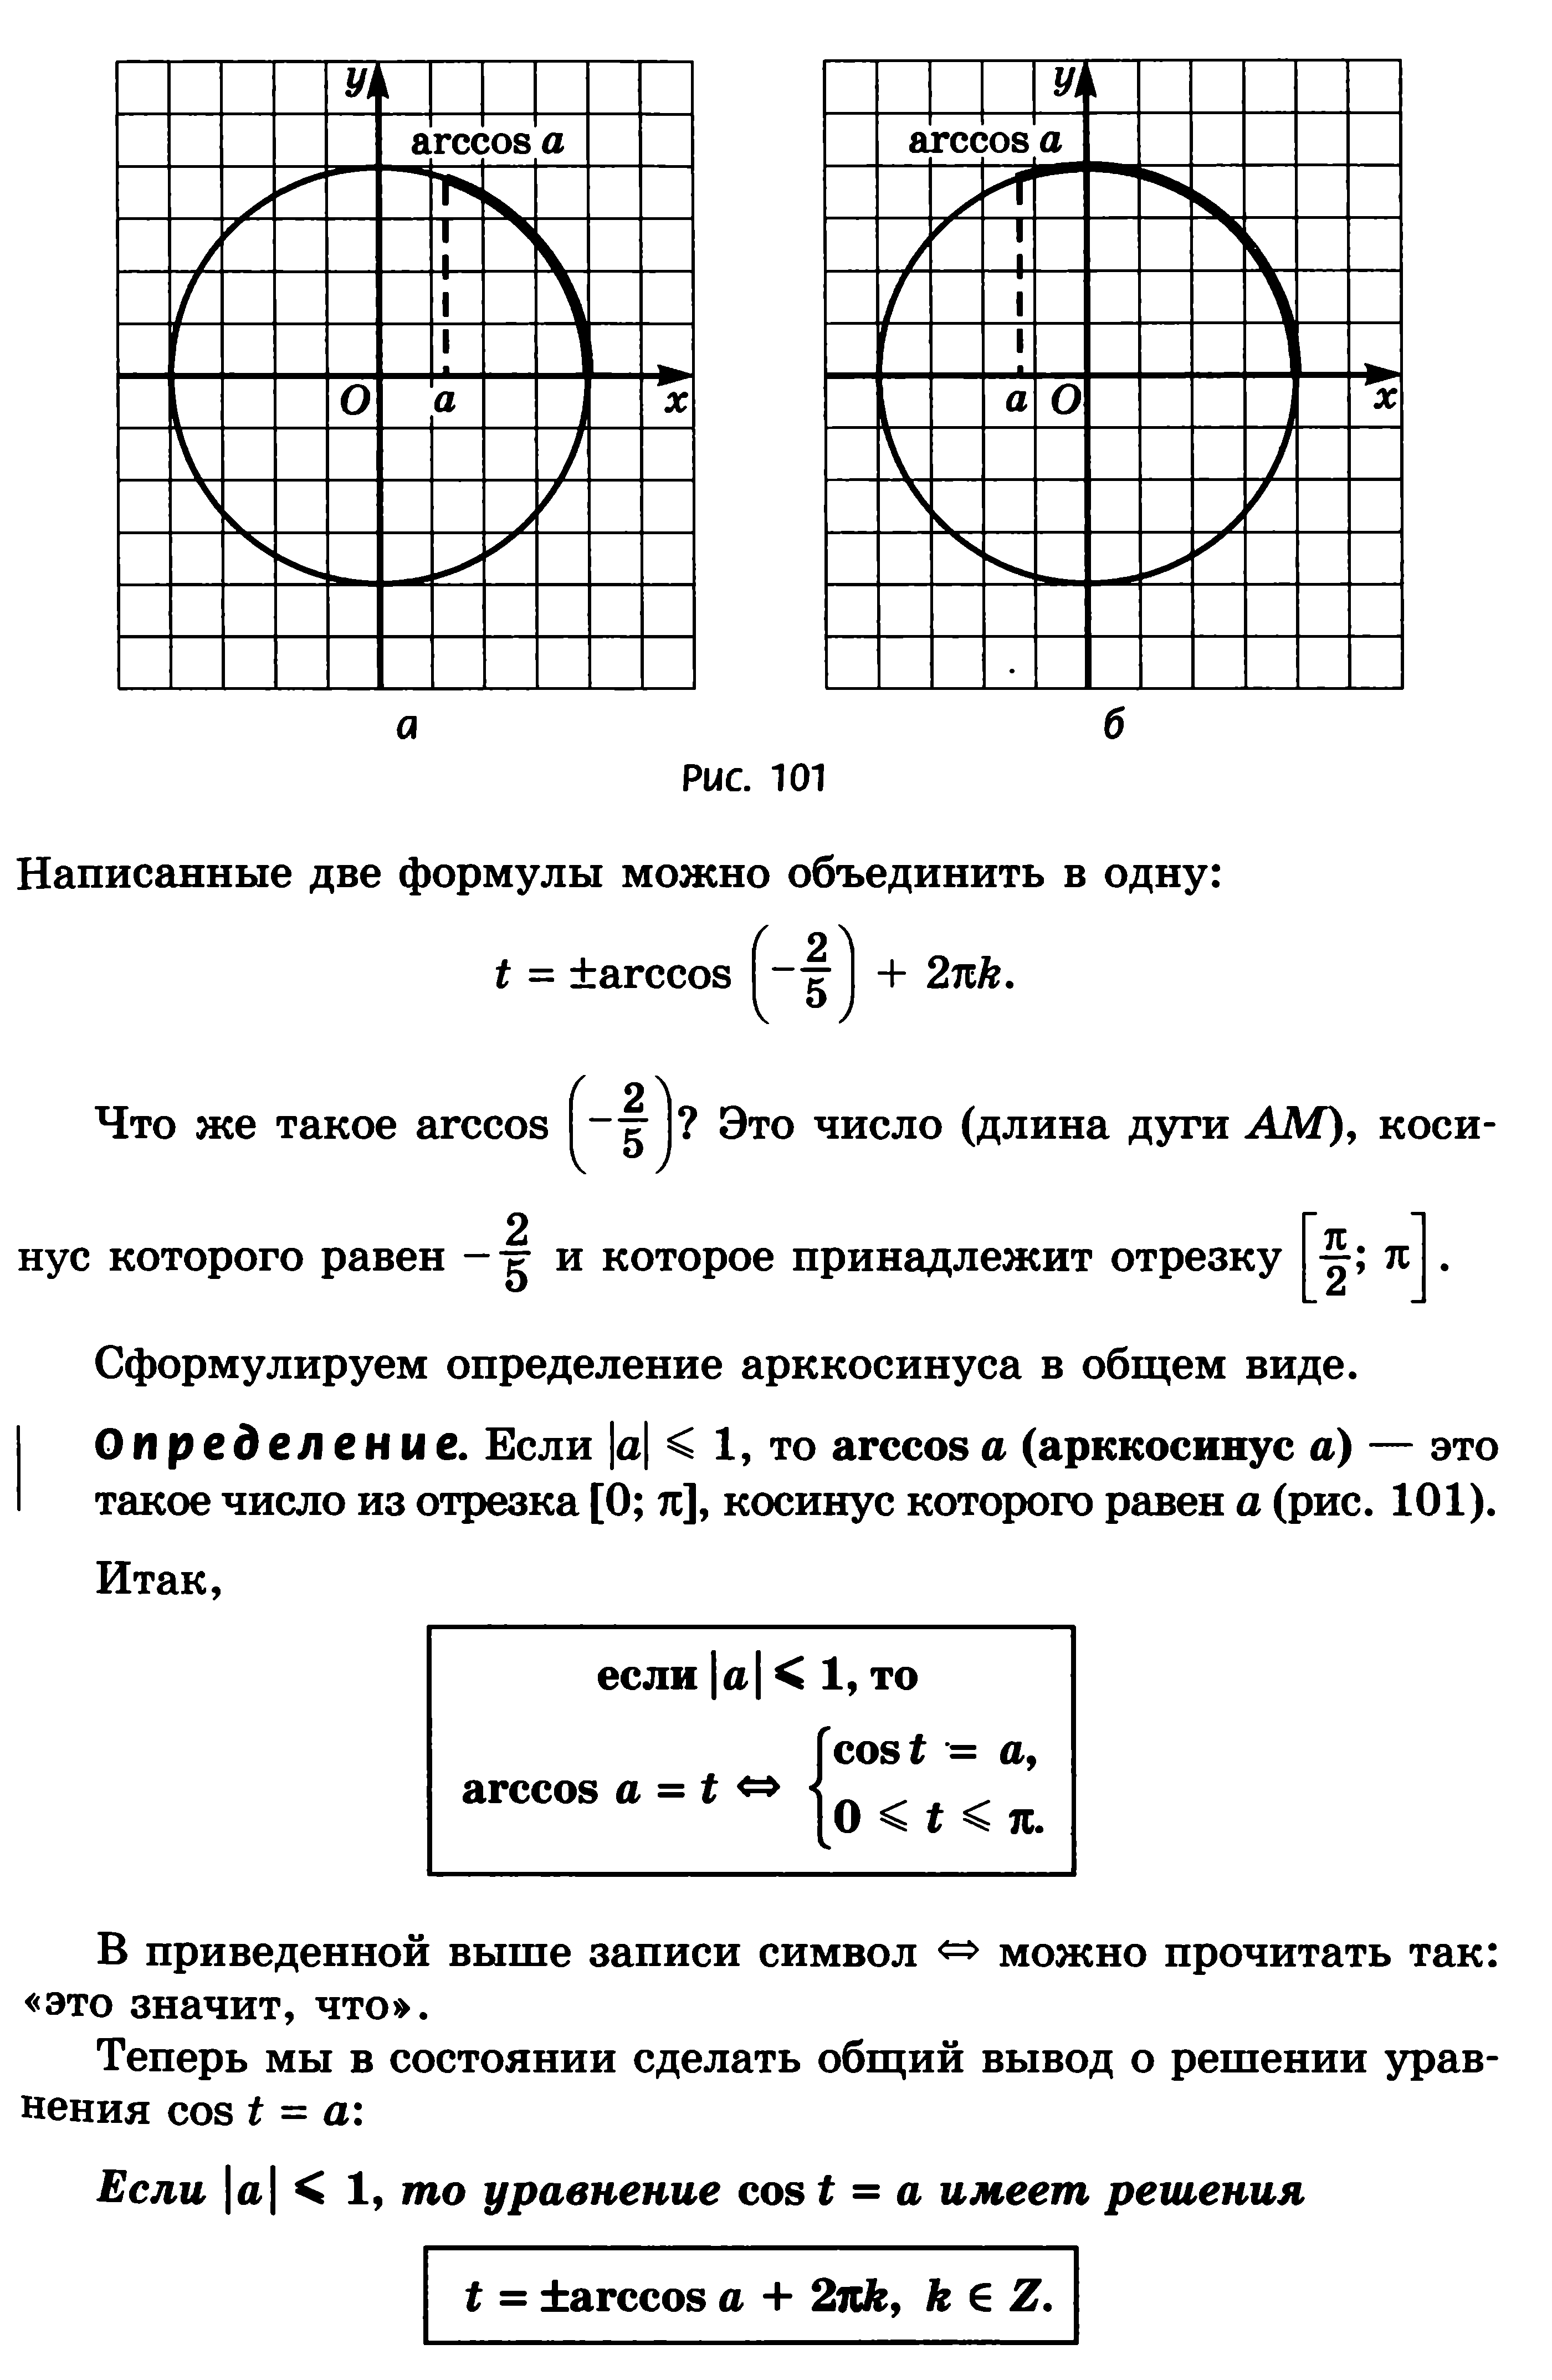 y
arccos a
O a x
а
y
arccos a
a O x
б
Рис. 101
Написанные две формулы можно объединить в одну:
t = ±arccos (−2/5) + 2πk.
Что же такое arccos (−2/5)? Это число (длина дуги AM), коси-
нус которого равен −2/5 и которое принадлежит отрезку [π/2; π].
Сформулируем определение арккосинуса в общем виде.
Определение. Если |a| ⩽ 1, то arccos a (арккосинус a) — это
такое число из отрезка [0; π], косинус которого равен a (рис. 101).
Итак,
если |a| ⩽ 1, то
arccos a = t ⇔ { cos t = a,
0 ⩽ t ⩽ π.
В приведенной выше записи символ ⇔ можно прочитать так:
«это значит, что».
Теперь мы в состоянии сделать общий вывод о решении урав-
нения cos t = a:
Если |a| ⩽ 1, то уравнение cos t = a имеет решения
t = ±arccos a + 2πk, k ∈ Z.